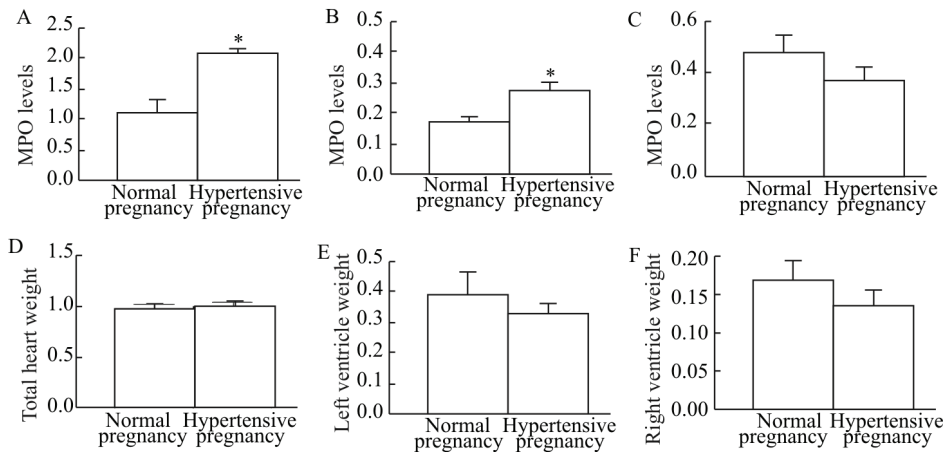 A
MPO levels
2.5
2.0
1.5
1.0
0.5
0.0
*
Normal pregnancy
Hypertensive pregnancy
B
MPO levels
0.5
0.4
0.3
0.2
0.1
0.0
*
Normal pregnancy
Hypertensive pregnancy
C
MPO levels
0.6
0.4
0.2
0.0
Normal pregnancy
Hypertensive pregnancy
D
Total heart weight
1.5
1.0
0.5
0.0
Normal pregnancy
Hypertensive pregnancy
E
Left ventricle weight
0.5
0.4
0.3
0.2
0.1
0.0
Normal pregnancy
Hypertensive pregnancy
F
Right ventricle weight
0.20
0.15
0.10
0.05
0.00
Normal pregnancy
Hypertensive pregnancy